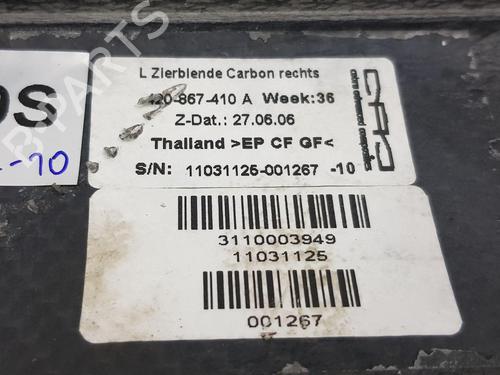 L Zierblende Carbon rechts
420-867-410 A Week:36
Z-Dat.: 27.06.06
Thailand >EP CF GF<
S/N: 11031125-001267 -10
3110003949
11031125
001267
B PARTS